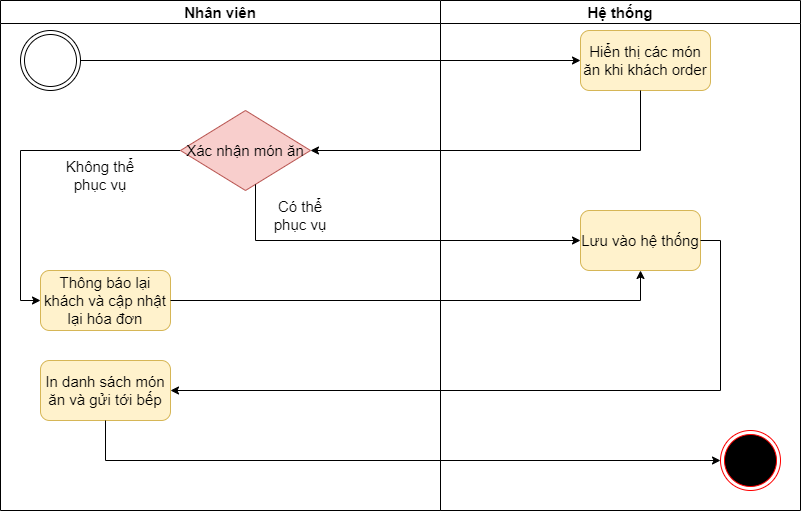 Nhân viên
Hệ thống
Hiển thị các món
ăn khi khách order
Xác nhận món ăn
Không thể
phục vụ
Có thể
phục vụ
Lưu vào hệ thống
Thông báo lại
khách và cập nhật
lại hóa đơn
In danh sách món
ăn và gửi tới bếp